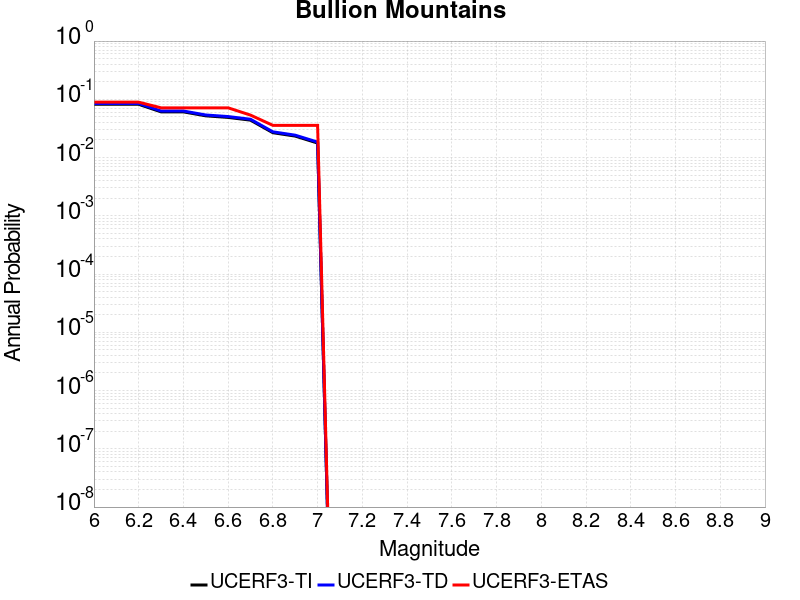 Bullion Mountains
10^0
10^-1
10^-2
10^-3
10^-4
10^-5
10^-6
10^-7
10^-8
Annual Probability
6 6.2 6.4 6.6 6.8 7 7.2 7.4 7.6 7.8 8 8.2 8.4 8.6 8.8 9
Magnitude
UCERF3-TI UCERF3-TD UCERF3-ETAS